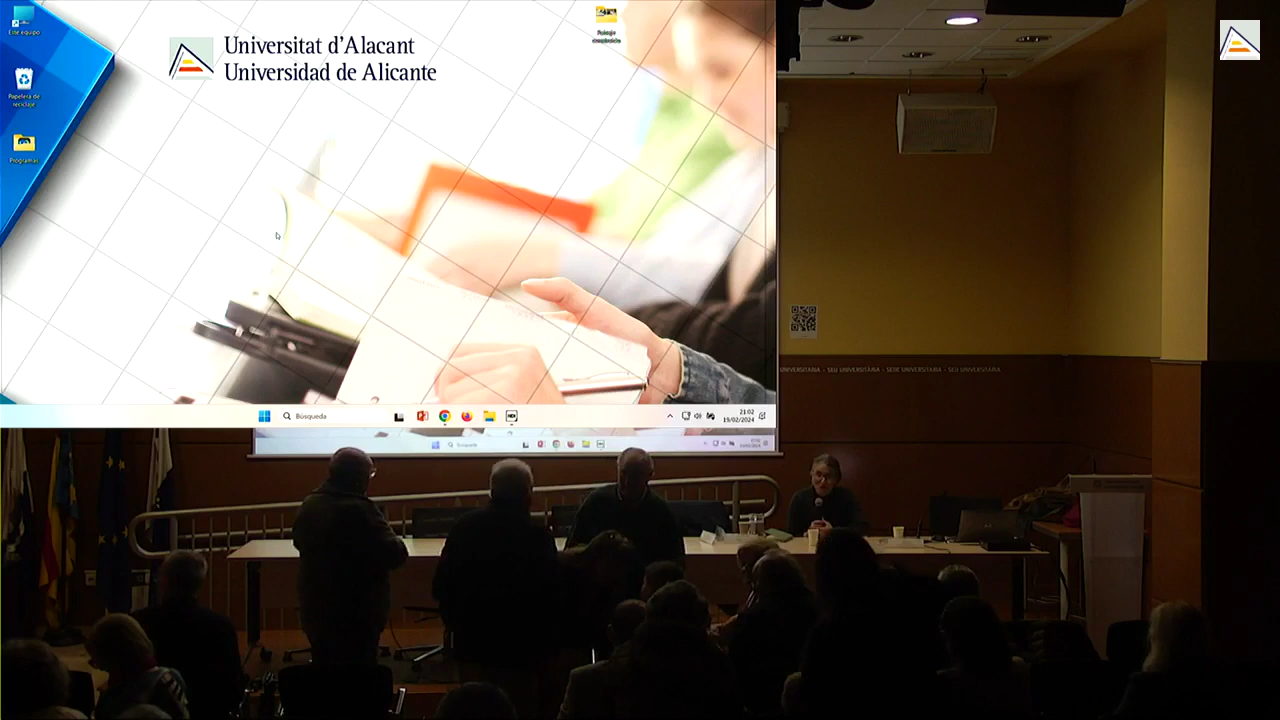 Este equipo
Papelera de
reciclaje
Programas
Universitat d'Alacant
Universidad de Alicante
Búsqueda
21:02
19/02/2024
UNIVERSITÀRIA - SEU UNIVERSITÀRIA - SEDE UNIVERSITARIA - SEU UNIVERSITÀRIA
Búsqueda